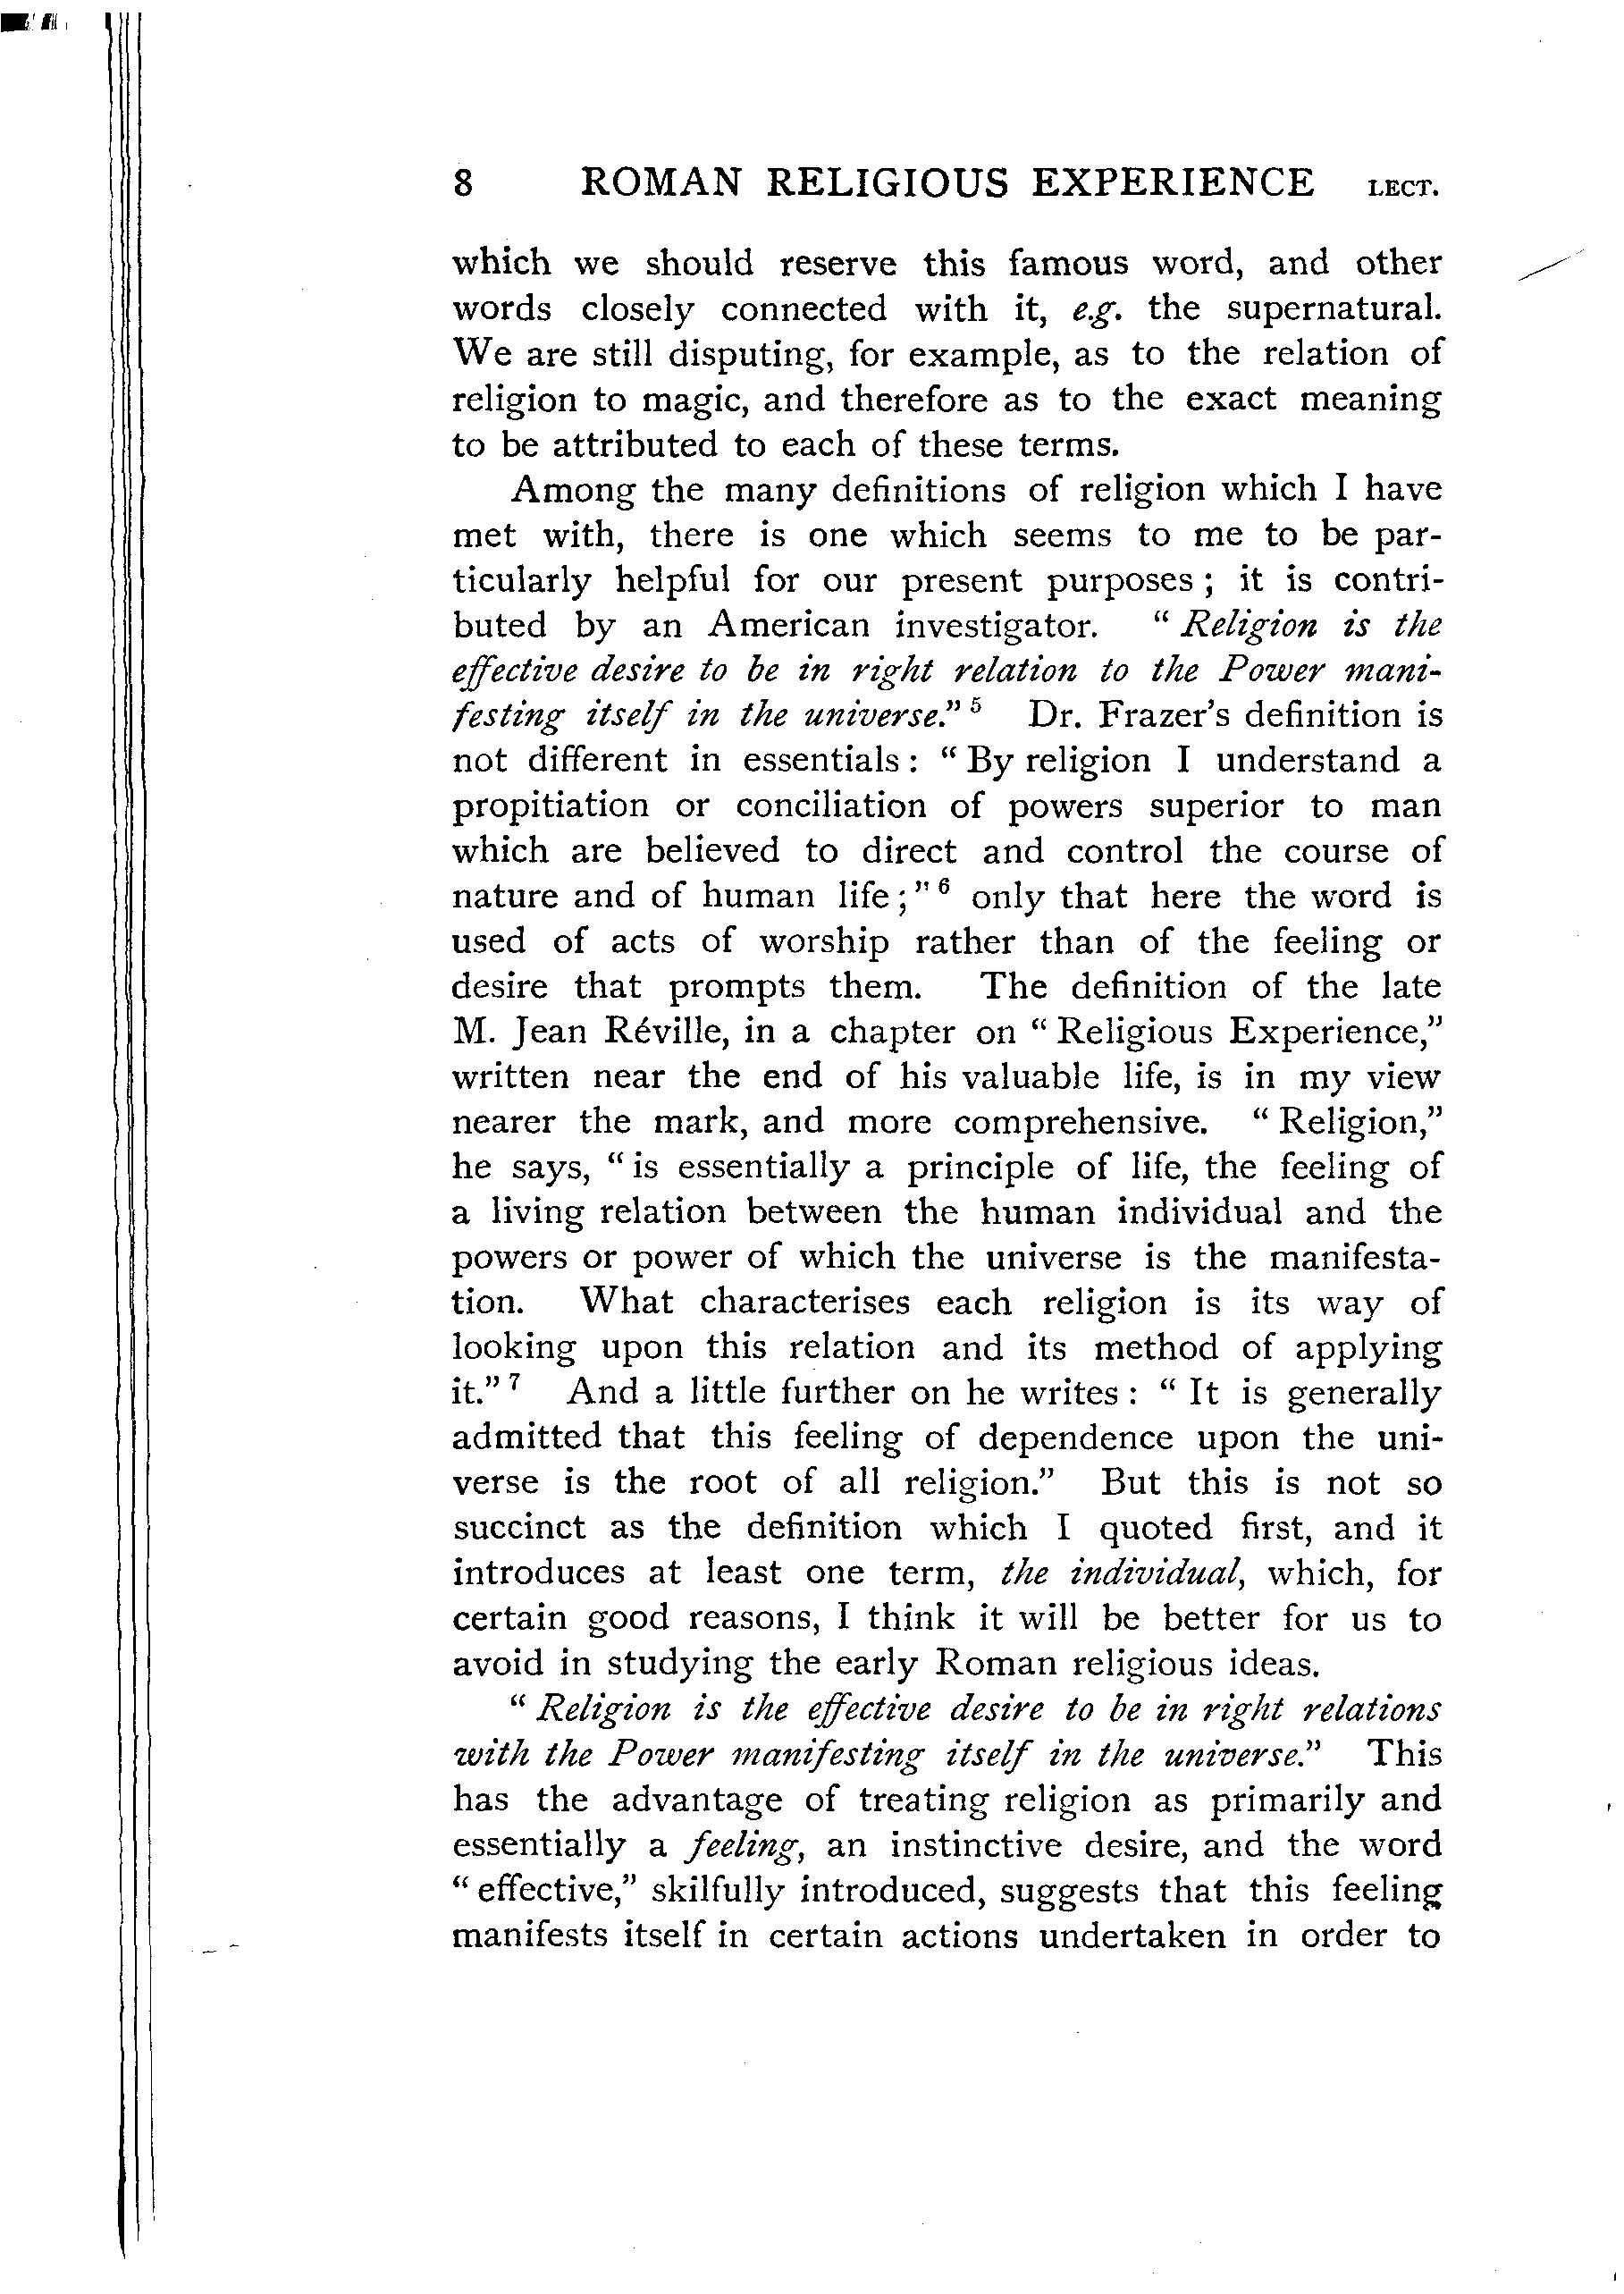 8 ROMAN RELIGIOUS EXPERIENCE LECT.
which we should reserve this famous word, and other
words closely connected with it, e.g. the supernatural.
We are still disputing, for example, as to the relation of
religion to magic, and therefore as to the exact meaning
to be attributed to each of these terms.
Among the many definitions of religion which I have
met with, there is one which seems to me to be par-
ticularly helpful for our present purposes ; it is contri-
buted by an American investigator. “ Religion is the
effective desire to be in right relation to the Power mani-
festing itself in the universe.” ⁵ Dr. Frazer’s definition is
not different in essentials : “ By religion I understand a
propitiation or conciliation of powers superior to man
which are believed to direct and control the course of
nature and of human life ; ” ⁶ only that here the word is
used of acts of worship rather than of the feeling or
desire that prompts them. The definition of the late
M. Jean Réville, in a chapter on “ Religious Experience,”
written near the end of his valuable life, is in my view
nearer the mark, and more comprehensive. “ Religion,”
he says, “ is essentially a principle of life, the feeling of
a living relation between the human individual and the
powers or power of which the universe is the manifesta-
tion. What characterises each religion is its way of
looking upon this relation and its method of applying
it.” ⁷ And a little further on he writes : “ It is generally
admitted that this feeling of dependence upon the uni-
verse is the root of all religion.” But this is not so
succinct as the definition which I quoted first, and it
introduces at least one term, the individual, which, for
certain good reasons, I think it will be better for us to
avoid in studying the early Roman religious ideas.
“ Religion is the effective desire to be in right relations
with the Power manifesting itself in the universe.” This
has the advantage of treating religion as primarily and
essentially a feeling, an instinctive desire, and the word
“ effective,” skilfully introduced, suggests that this feeling
manifests itself in certain actions undertaken in order to